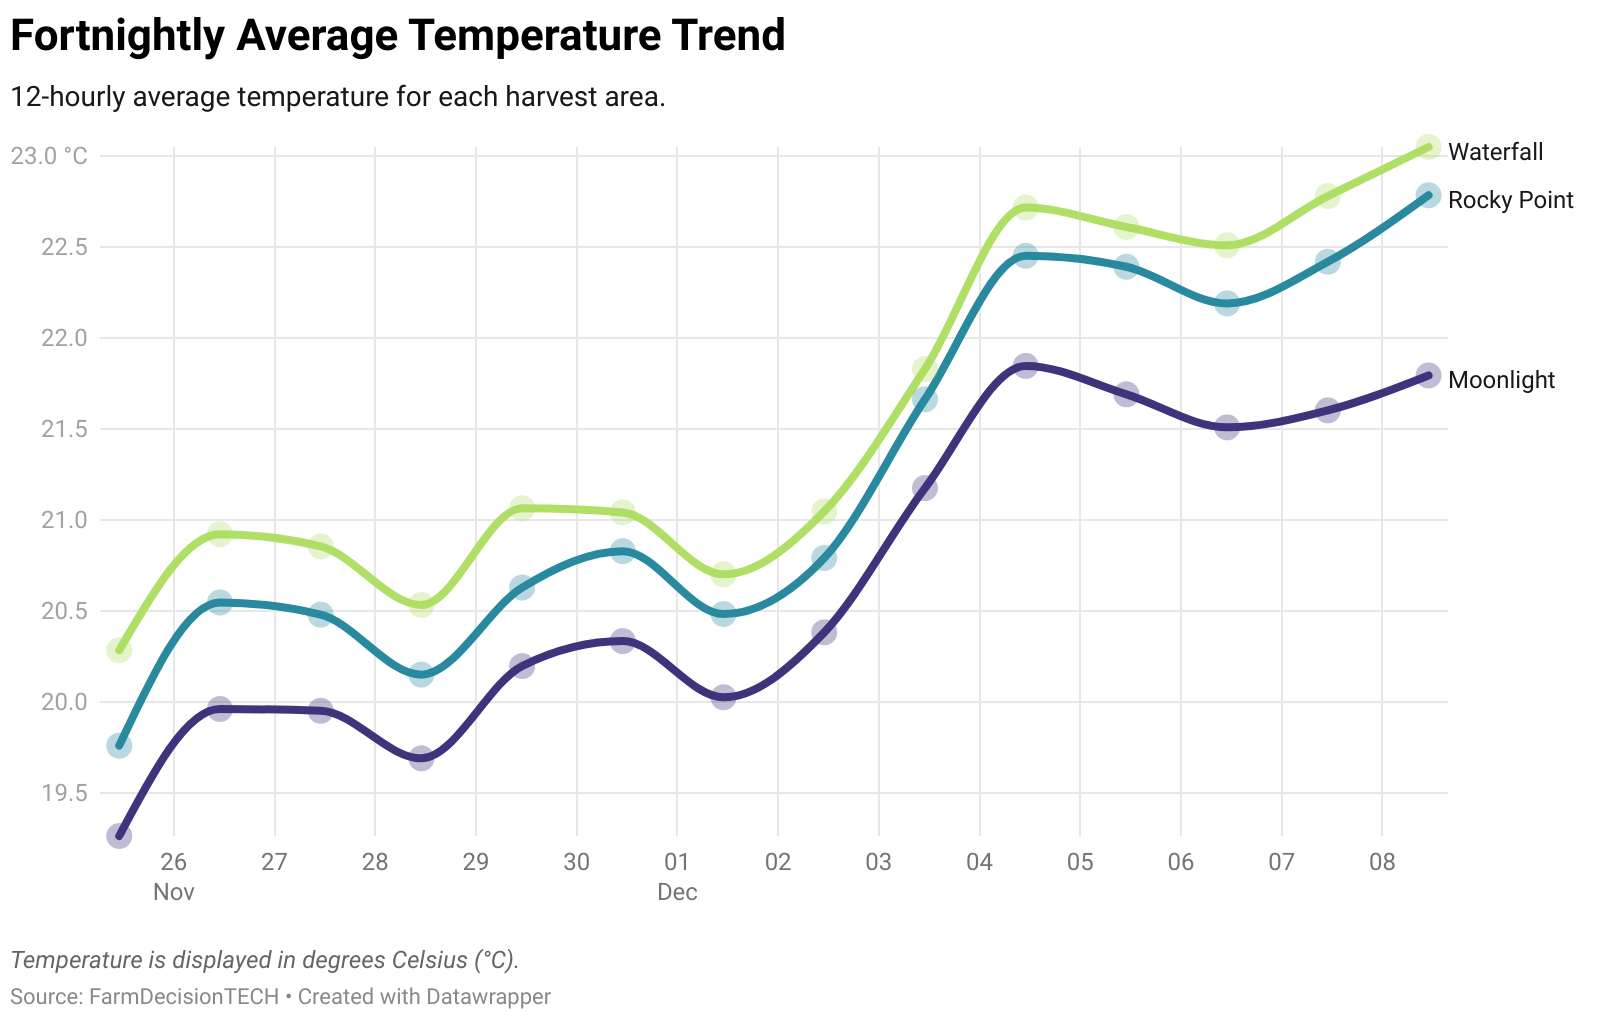 Fortnightly Average Temperature Trend
12-hourly average temperature for each harvest area.
23.0 °C
22.5
22.0
21.5
21.0
20.5
20.0
19.5
Waterfall
Rocky Point
Moonlight
26 27 28 29 30 01 02 03 04 05 06 07 08
Nov Dec
Temperature is displayed in degrees Celsius (°C).
Source: FarmDecisionTECH • Created with Datawrapper